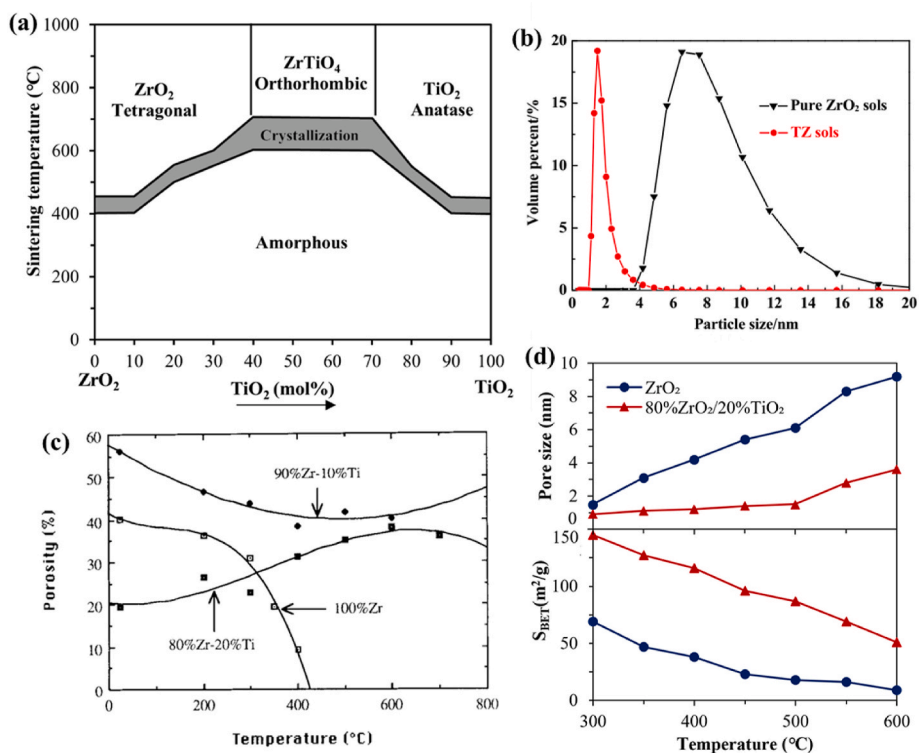 (a)
1000
800
600
400
200
0
Sintering temperature (℃)
ZrO₂
Tetragonal
ZrTiO₄
Orthorhombic
TiO₂
Anatase
Crystallization
Amorphous
0 10 20 30 40 50 60 70 80 90 100
ZrO₂
TiO₂ (mol%)
TiO₂
(b)
20
15
10
5
0
Volume percent/%
Pure ZrO₂ sols
TZ sols
0 2 4 6 8 10 12 14 16 18 20
Particle size/nm
(c)
60
50
40
30
20
10
0
Porosity (%)
90%Zr-10%Ti
100%Zr
80%Zr-20%Ti
0 200 400 600 800
Temperature (°C)
(d)
10
8
6
4
2
0
Pore size (nm)
ZrO₂
80%ZrO₂/20%TiO₂
150
100
50
0
S_BET(m²/g)
300 400 500 600
Temperature (℃)